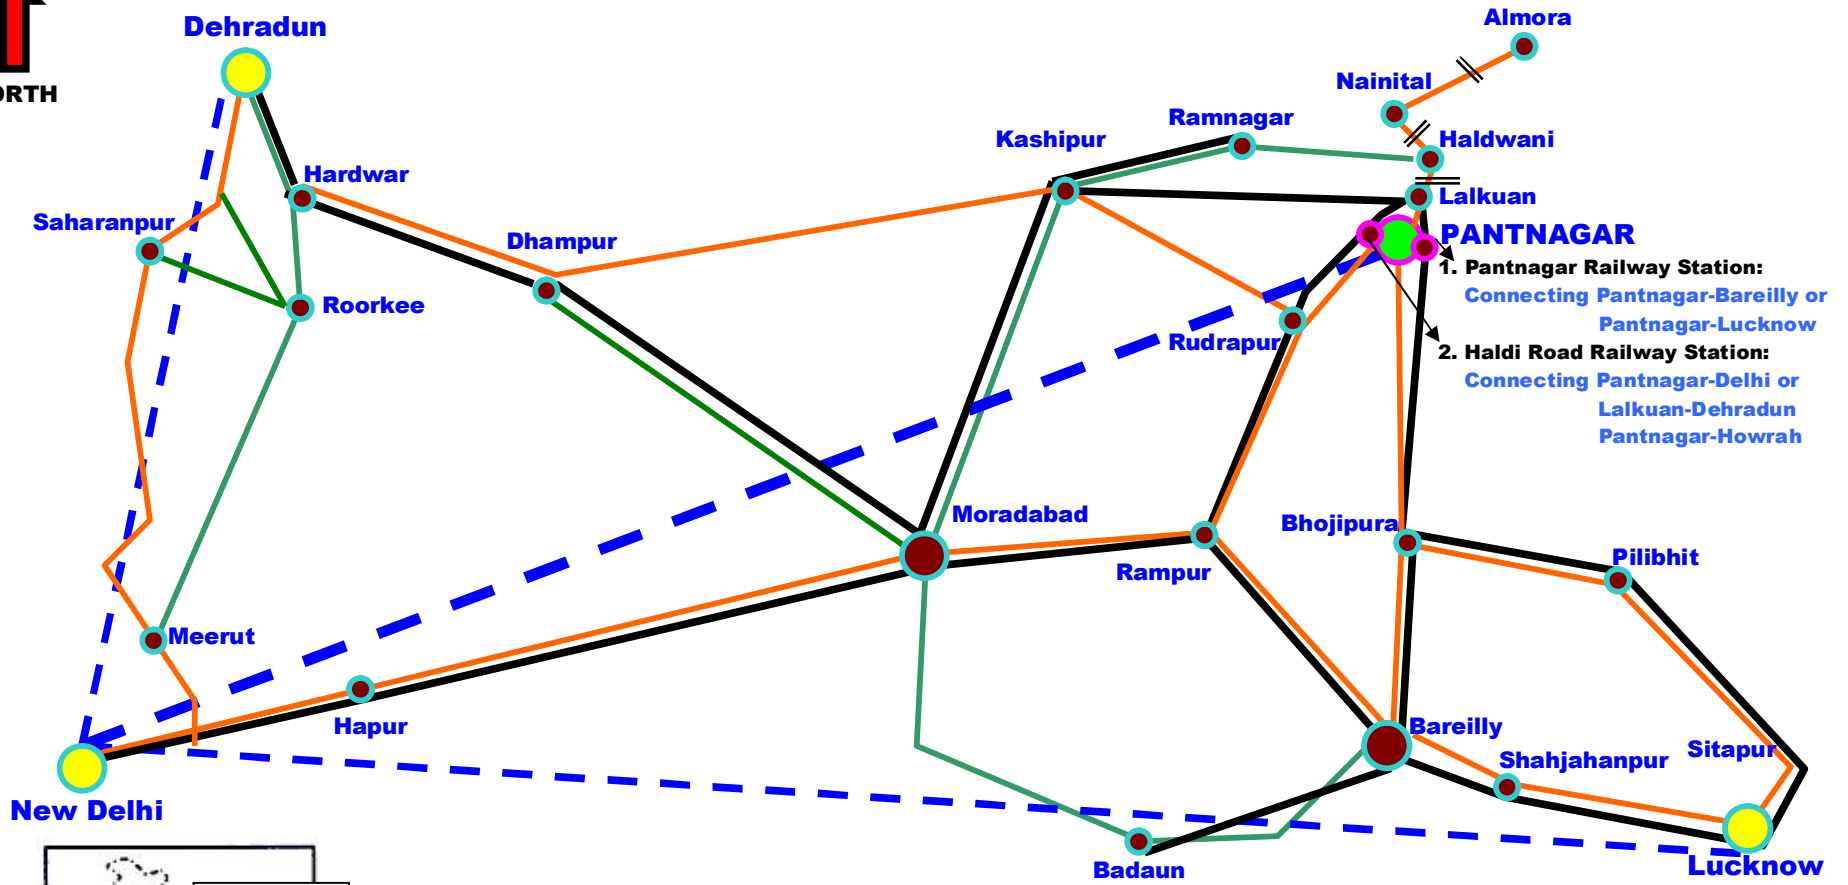 Almora
Dehradun
Nainital
ORTH
Ramnagar
Kashipur
Haldwani
Hardwar
Lalkuan
Saharanpur
Dhampur
PANTNAGAR
1. Pantnagar Railway Station:
Connecting Pantnagar-Bareilly or
Pantnagar-Lucknow
Roorkee
Rudrapur
2. Haldi Road Railway Station:
Connecting Pantnagar-Delhi or
Lalkuan-Dehradun
Pantnagar-Howrah
Moradabad
Bhojipura
Pilibhit
Rampur
Meerut
Hapur
Bareilly
Shahjahanpur
Sitapur
New Delhi
Badaun
Lucknow